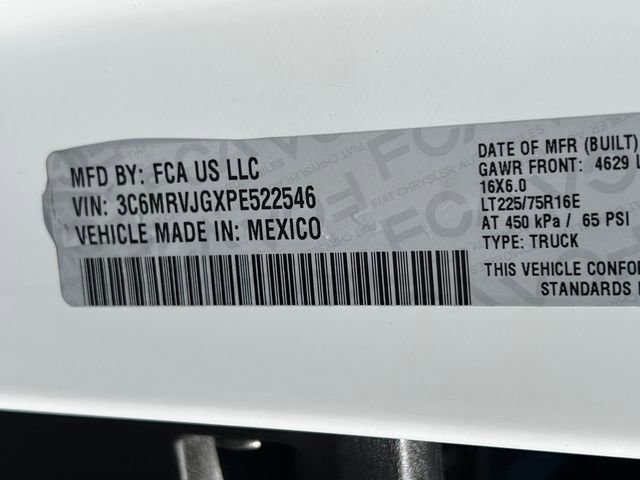 MFD BY: FCA US LLC
VIN: 3C6MRVJGXPE522546
VEHICLE MADE IN: MEXICO
DATE OF MFR (BUILT)
GAWR FRONT: 4629 L
16X6.0
LT225/75R16E
AT 450 kPa / 65 PSI
TYPE: TRUCK
THIS VEHICLE CONFOR
STANDARDS